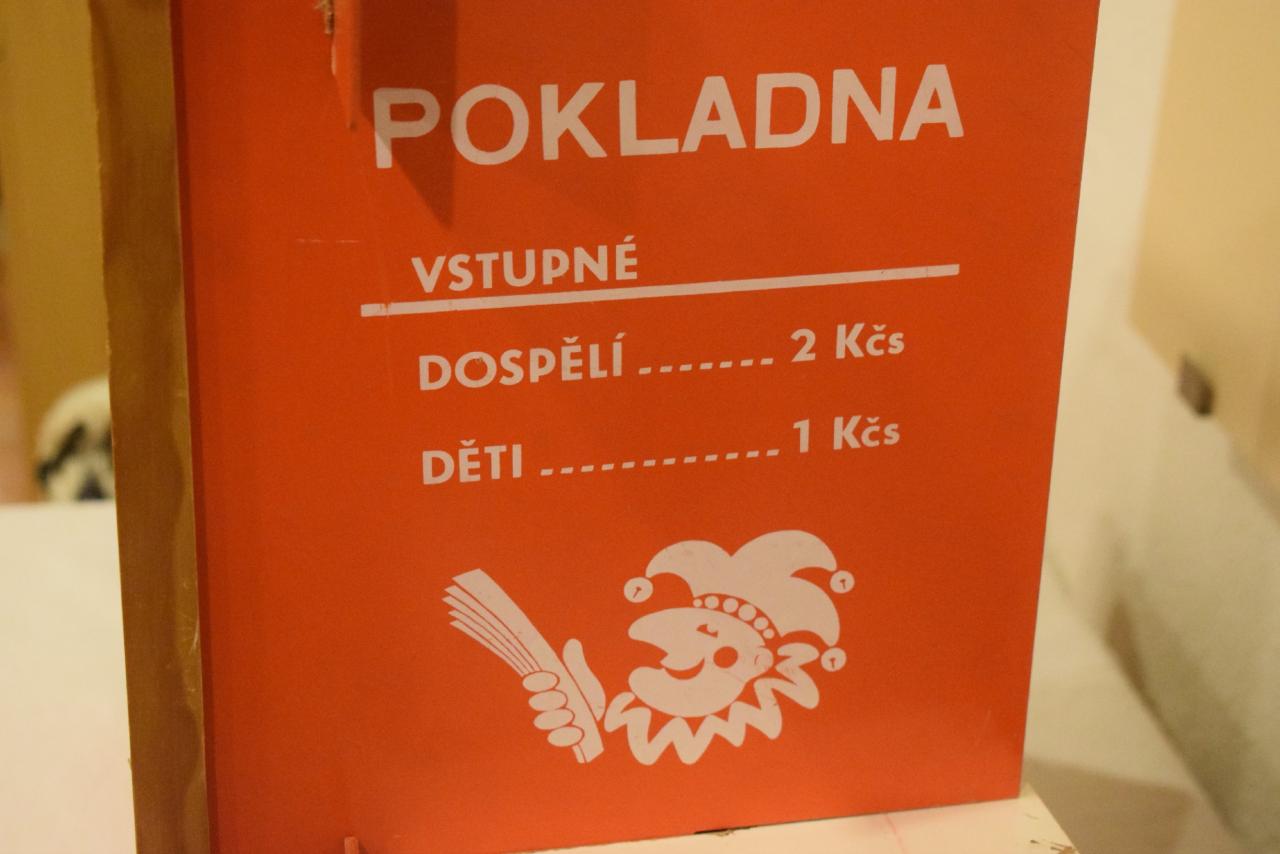 POKLADNA
VSTUPNÉ
DOSPĚLÍ ....... 2 Kčs
DĚTI ............ 1 Kčs